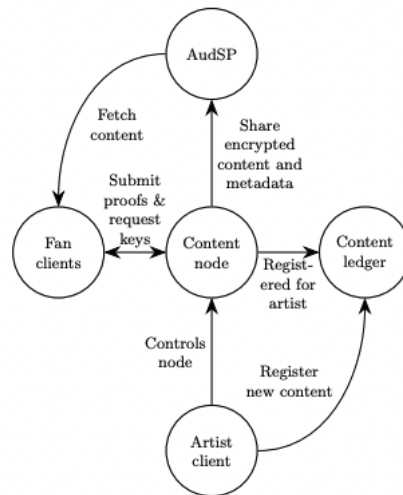 AudSP
Fetch
content
Share
encrypted
content and
metadata
Submit
proofs &
request
keys
Fan
clients
Content
node
Content
ledger
Regist-
ered for
artist
Controls
node
Register
new content
Artist
client